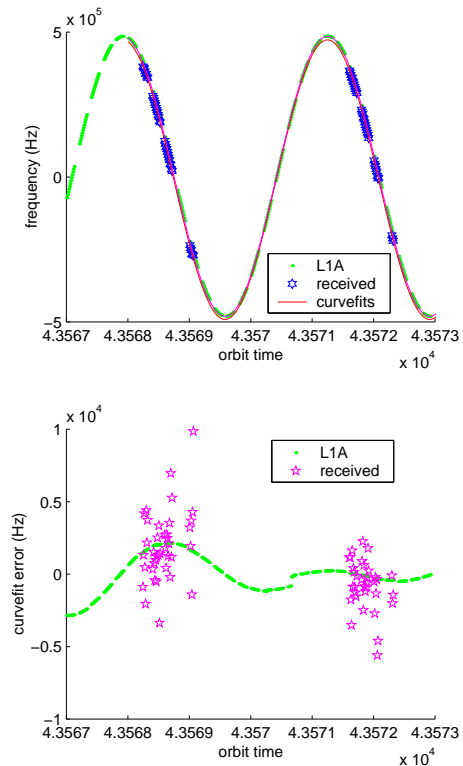 x 10^5
5
0
−5
frequency (Hz)
L1A
received
curvefits
4.3567 4.3568 4.3569 4.357 4.3571 4.3572 4.3573
orbit time
x 10^4
x 10^4
1
0.5
0
−0.5
−1
curvefit error (Hz)
L1A
received
4.3567 4.3568 4.3569 4.357 4.3571 4.3572 4.3573
orbit time
x 10^4